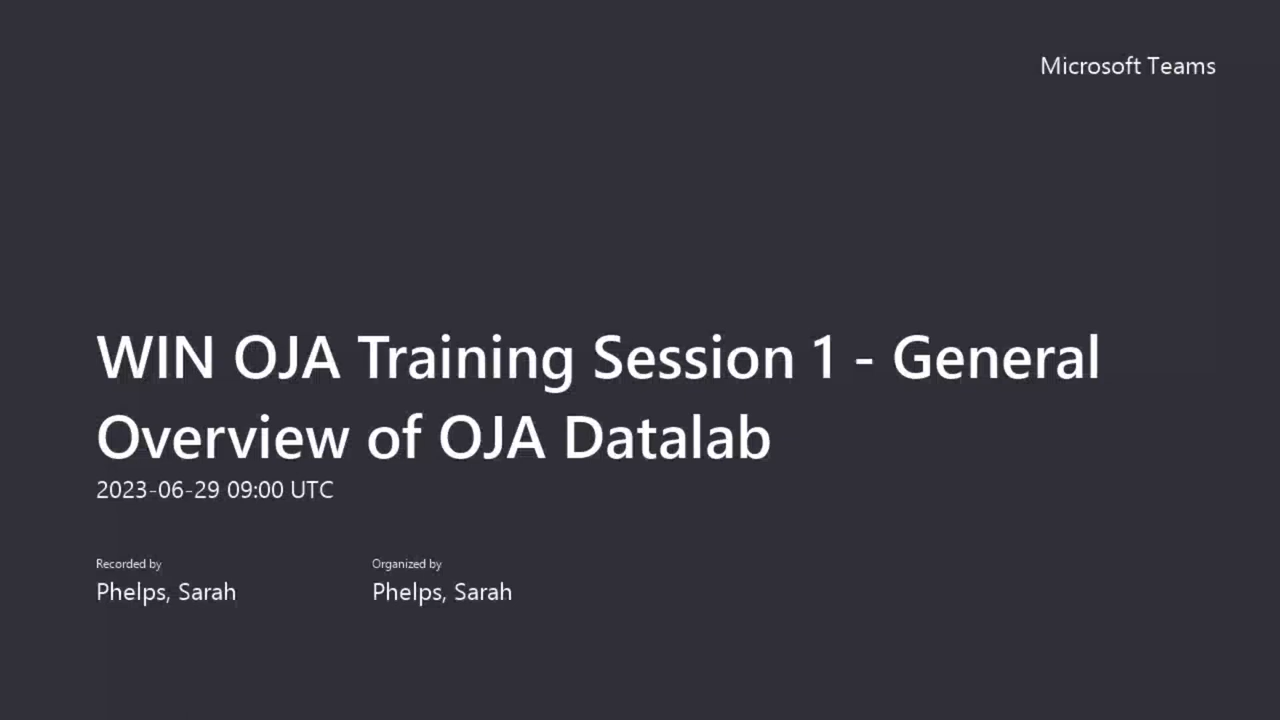 Microsoft Teams
WIN OJA Training Session 1 - General
Overview of OJA Datalab
2023-06-29 09:00 UTC
Recorded by
Phelps, Sarah
Organized by
Phelps, Sarah